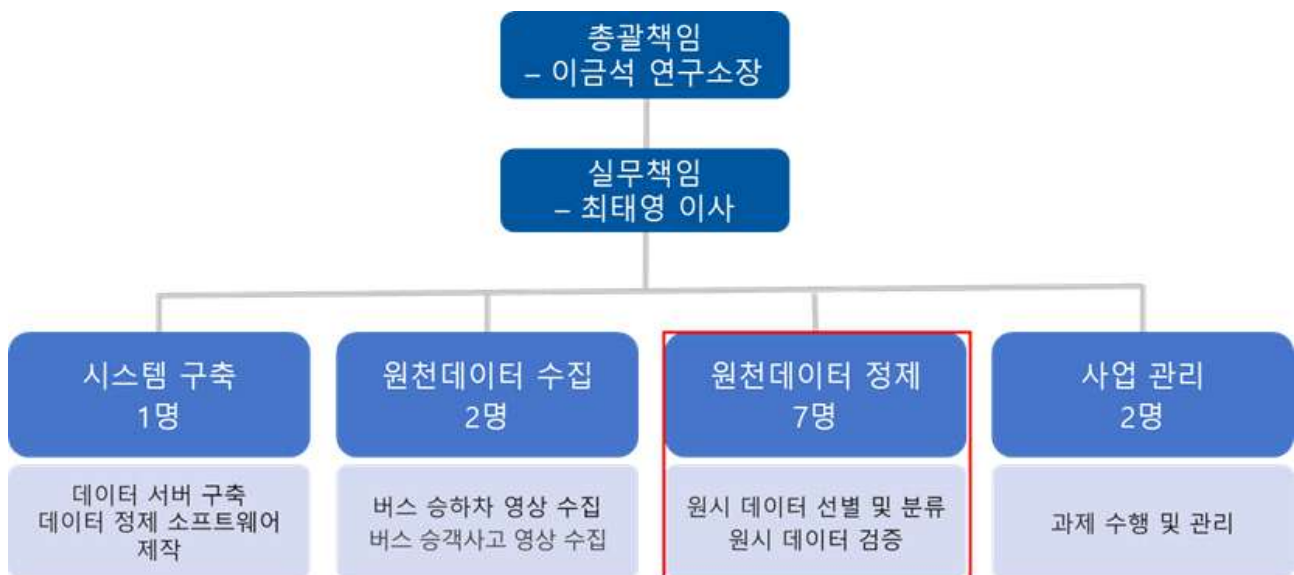 총괄책임
– 이금석 연구소장
실무책임
– 최태영 이사
시스템 구축
1명
데이터 서버 구축
데이터 정제 소프트웨어
제작
원천데이터 수집
2명
버스 승하차 영상 수집
버스 승객사고 영상 수집
원천데이터 정제
7명
원시 데이터 선별 및 분류
원시 데이터 검증
사업 관리
2명
과제 수행 및 관리